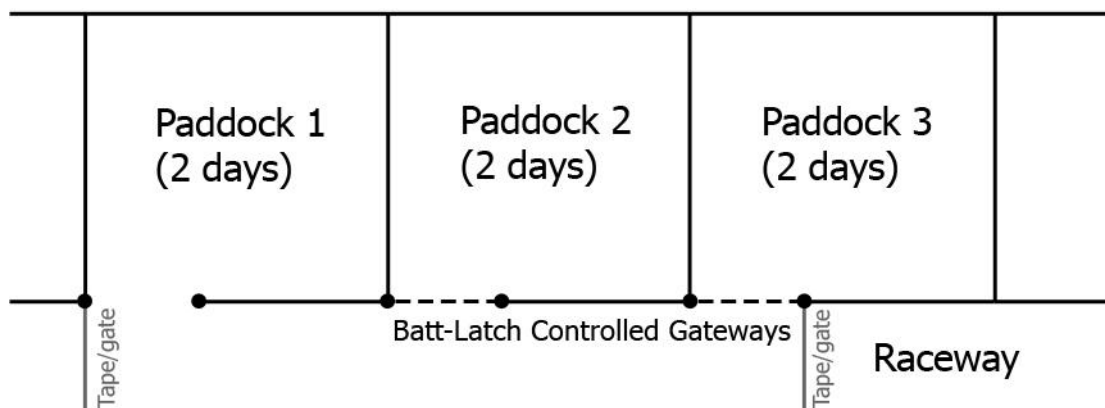 Paddock 1
(2 days)
Paddock 2
(2 days)
Paddock 3
(2 days)
Tape/gate
Batt-Latch Controlled Gateways
Tape/gate
Raceway